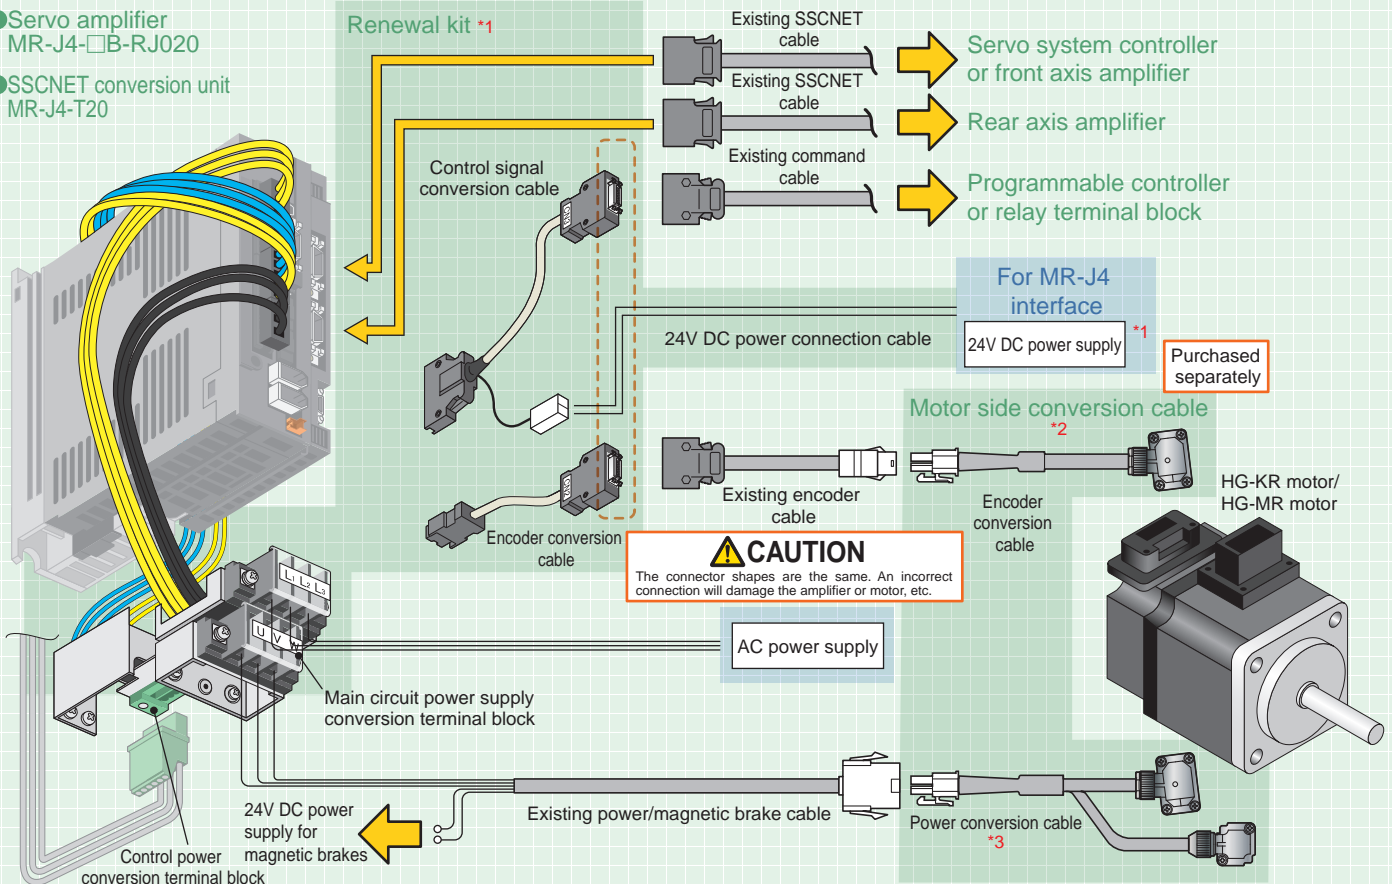 ●Servo amplifier
MR-J4-□B-RJ020
●SSCNET conversion unit
MR-J4-T20
Renewal kit *1
Existing SSCNET
cable
Servo system controller
or front axis amplifier
Existing SSCNET
cable
Rear axis amplifier
Existing command
cable
Programmable controller
or relay terminal block
Control signal
conversion cable
CN3
For MR-J4
interface
24V DC power supply
*1
24V DC power connection cable
Purchased
separately
Motor side conversion cable
*2
HG-KR motor/
HG-MR motor
Existing encoder
cable
Encoder
conversion
cable
CN2
Encoder conversion
cable
CAUTION
The connector shapes are the same. An incorrect
connection will damage the amplifier or motor, etc.
L1 L2 L3
U V W
AC power supply
Main circuit power supply
conversion terminal block
24V DC power
supply for
magnetic brakes
Existing power/magnetic brake cable
Power conversion cable
*3
Control power
conversion terminal block